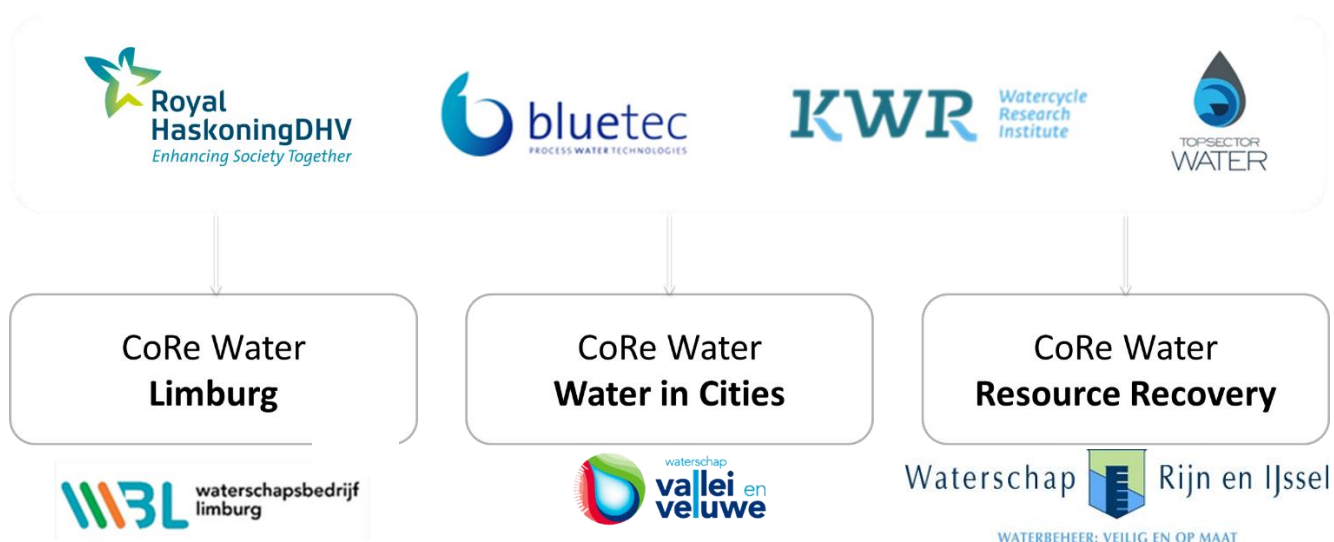 Royal
HaskoningDHV
Enhancing Society Together
bluetec
PROCESS WATER TECHNOLOGIES
KWR
Watercycle
Research
Institute
TOPSECTOR
WATER
CoRe Water
Limburg
CoRe Water
Water in Cities
CoRe Water
Resource Recovery
WBL
waterschapsbedrijf
limburg
waterschap
vallei en
veluwe
Waterschap Rijn en IJssel
WATERBEHEER: VEILIG EN OP MAAT